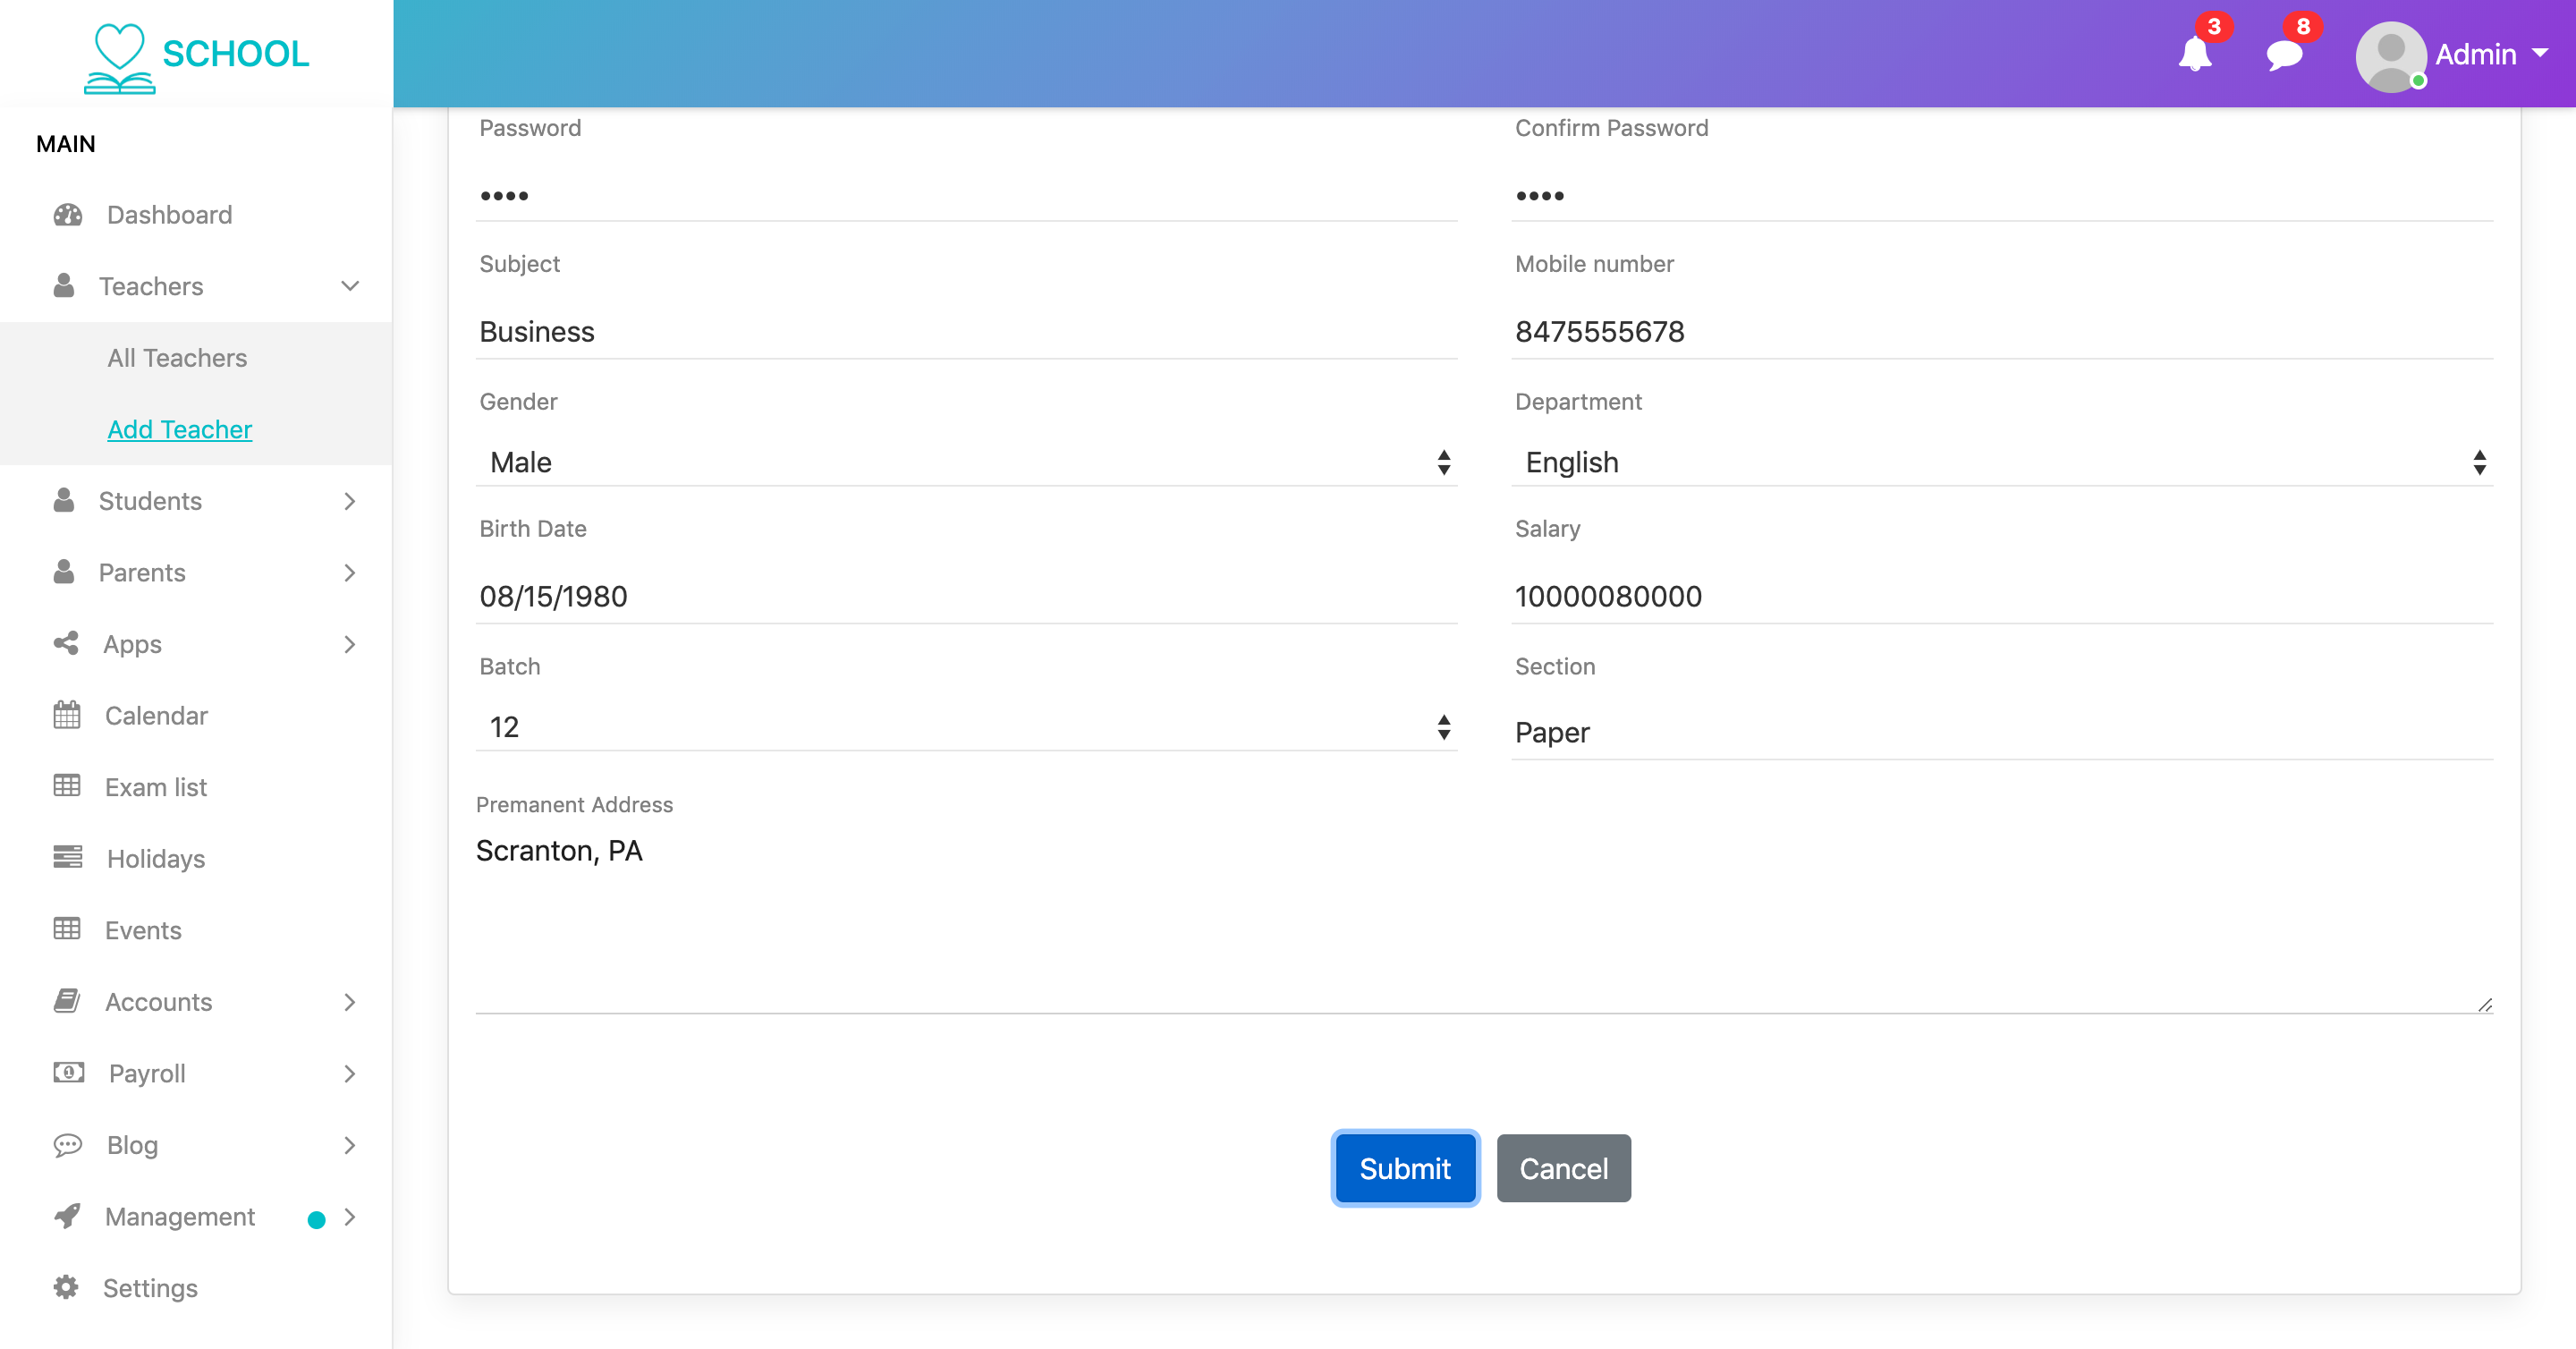 SCHOOL
3
8
Admin
MAIN
Dashboard
Teachers
All Teachers
Add Teacher
Students
Parents
Apps
Calendar
Exam list
Holidays
Events
Accounts
Payroll
Blog
Management
Settings
Password
Confirm Password
••••
••••
Subject
Mobile number
Business
8475555678
Gender
Department
Male
English
Birth Date
Salary
08/15/1980
10000080000
Batch
Section
12
Paper
Premanent Address
Scranton, PA
Submit
Cancel